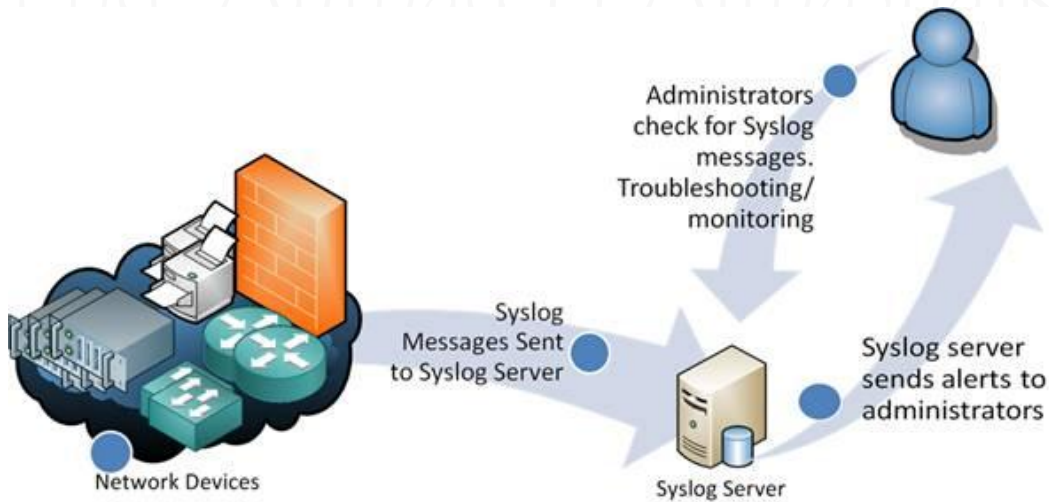 Administrators
check for Syslog
messages.
Troubleshooting/
monitoring
Syslog
Messages Sent
to Syslog Server
Syslog server
sends alerts to
administrators
Network Devices
Syslog Server